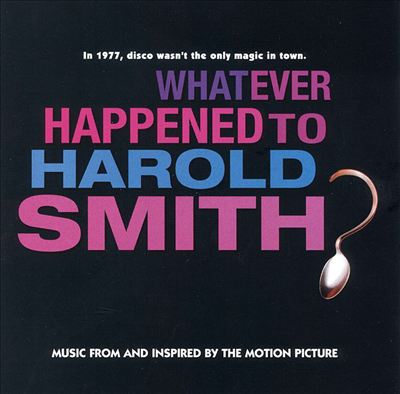 In 1977, disco wasn't the only magic in town.
WHATEVER
HAPPENED TO
HAROLD
SMITH?
MUSIC FROM AND INSPIRED BY THE MOTION PICTURE